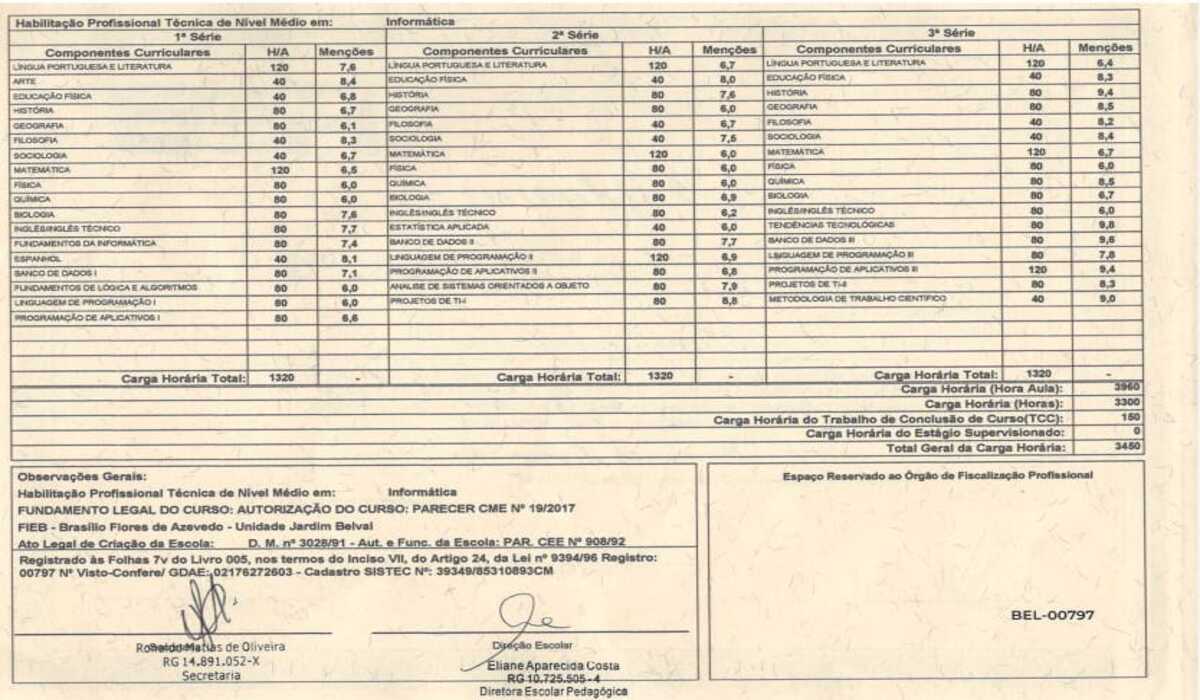 Habilitação Profissional Técnica de Nível Médio em: Informática
1ª Série 2ª Série 3ª Série
Componentes Curriculares H/A Menções Componentes Curriculares H/A Menções Componentes Curriculares H/A Menções
LÍNGUA PORTUGUESA E LITERATURA 120 7,6 LÍNGUA PORTUGUESA E LITERATURA 120 6,7 LÍNGUA PORTUGUESA E LITERATURA 120 6,4
ARTE 40 8,4 EDUCAÇÃO FÍSICA 40 8,0 EDUCAÇÃO FÍSICA 40 8,3
EDUCAÇÃO FÍSICA 40 6,8 HISTÓRIA 80 7,6 HISTÓRIA 80 9,4
HISTÓRIA 80 6,7 GEOGRAFIA 80 6,0 GEOGRAFIA 80 8,5
GEOGRAFIA 80 6,1 FILOSOFIA 40 6,7 FILOSOFIA 40 8,2
FILOSOFIA 40 8,3 SOCIOLOGIA 40 7,5 SOCIOLOGIA 40 8,4
SOCIOLOGIA 40 6,7 MATEMÁTICA 120 6,0 MATEMÁTICA 120 6,7
MATEMÁTICA 120 6,5 FÍSICA 80 6,0 FÍSICA 80 6,0
FÍSICA 80 6,0 QUÍMICA 80 6,0 QUÍMICA 80 8,5
QUÍMICA 80 6,0 BIOLOGIA 80 6,9 BIOLOGIA 80 6,7
BIOLOGIA 80 7,6 INGLÊS/INGLÊS TÉCNICO 80 6,2 INGLÊS/INGLÊS TÉCNICO 80 6,0
INGLÊS/INGLÊS TÉCNICO 80 7,7 ESTATÍSTICA APLICADA 40 6,0 TENDÊNCIAS TECNOLÓGICAS 80 9,8
FUNDAMENTOS DA INFORMÁTICA 80 7,4 BANCO DE DADOS II 80 7,7 BANCO DE DADOS III 80 9,6
ESPANHOL 40 8,1 LINGUAGEM DE PROGRAMAÇÃO II 120 6,9 LINGUAGEM DE PROGRAMAÇÃO III 80 7,8
BANCO DE DADOS I 80 7,1 PROGRAMAÇÃO DE APLICATIVOS II 80 6,8 PROGRAMAÇÃO DE APLICATIVOS III 120 9,4
FUNDAMENTOS DE LÓGICA E ALGORITMOS 80 6,0 ANALISE DE SISTEMAS ORIENTADOS A OBJETO 80 7,9 PROJETOS DE TI-II 80 8,3
LINGUAGEM DE PROGRAMAÇÃO I 80 6,0 PROJETOS DE TI-I 80 8,8 METODOLOGIA DE TRABALHO CIENTÍFICO 40 9,0
PROGRAMAÇÃO DE APLICATIVOS I 80 6,6
Carga Horária Total: 1320 - Carga Horária Total: 1320 - Carga Horária Total: 1320 -
Carga Horária (Hora Aula): 3960
Carga Horária (Horas): 3300
Carga Horária do Trabalho de Conclusão de Curso(TCC): 150
Carga Horária do Estágio Supervisionado: 0
Total Geral da Carga Horária: 3450
Observações Gerais:
Habilitação Profissional Técnica de Nível Médio em: Informática
FUNDAMENTO LEGAL DO CURSO: AUTORIZAÇÃO DO CURSO: PARECER CME Nº 19/2017
FIEB - Brasílio Flores de Azevedo - Unidade Jardim Belval
Ato Legal de Criação da Escola: D. M. nº 3028/91 - Aut. e Func. da Escola: PAR. CEE Nº 908/92
Registrado às Folhas 7v do Livro 005, nos termos do Inciso VII, do Artigo 24, da Lei nº 9394/96 Registro:
00797 Nº Visto-Confere/ GDAE: 02176272603 - Cadastro SISTEC Nº: 39349/85310893CM
de Oliveira
RG 14.891.052-X
Secretaria
Direção Escolar
Eliane Aparecida Costa
RG 10.725.505-4
Diretora Escolar Pedagógica
Espaço Reservado ao Órgão de Fiscalização Profissional
BEL-00797